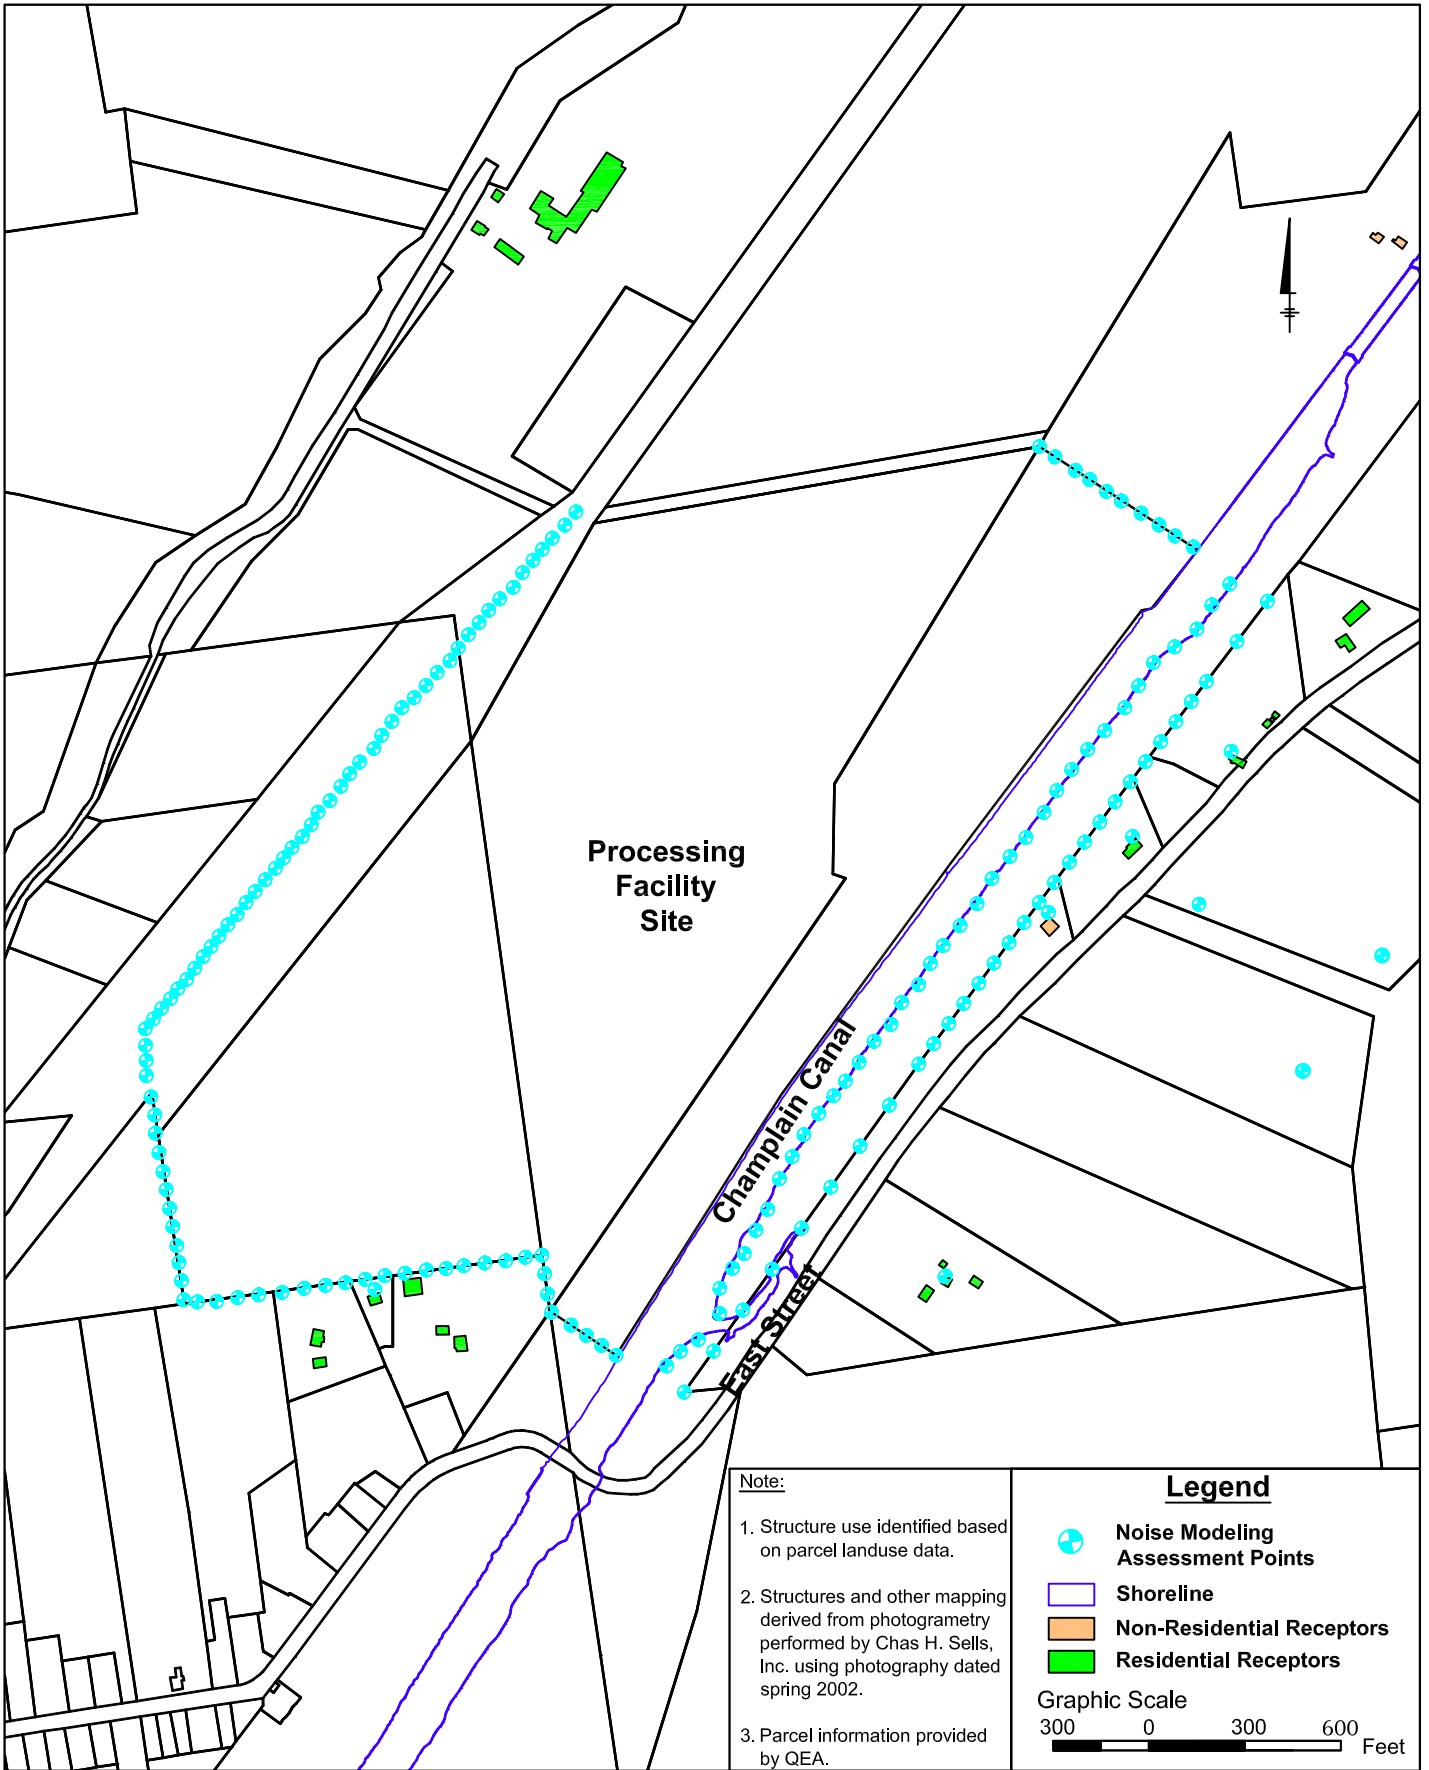 Processing
Facility
Site
Champlain Canal
East Street
Note:
1. Structure use identified based
on parcel landuse data.
2. Structures and other mapping
derived from photogrametry
performed by Chas H. Sells,
Inc. using photography dated
spring 2002.
3. Parcel information provided
by QEA.
Legend
Noise Modeling
Assessment Points
Shoreline
Non-Residential Receptors
Residential Receptors
Graphic Scale
300 0 300 600
Feet